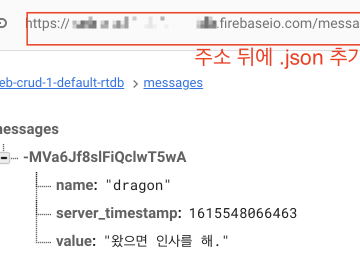 https://
.firebaseio.com/messa
주소 뒤에 .json 추가
eb-crud-1-default-rtdb > messages
messages
-MVa6Jf8slFiQclwT5wA
name: "dragon"
server_timestamp: 1615548066463
value: "왔으면 인사를 해."